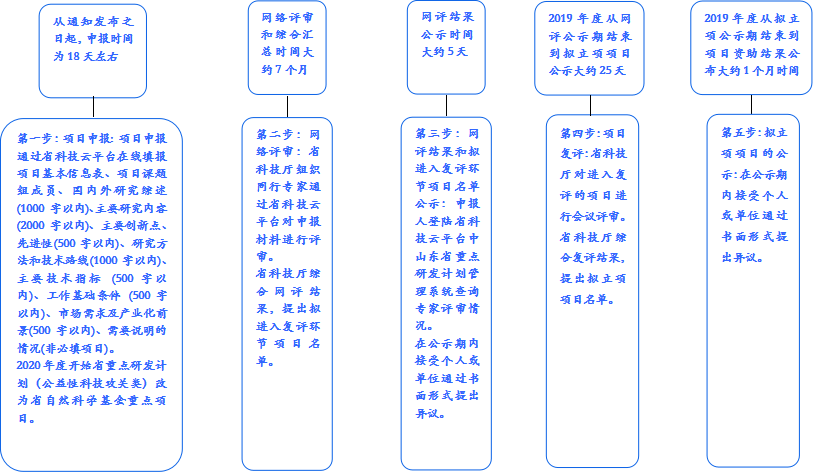 从通知发布之
日起，申报时间
为18天左右
网络评审
和综合汇
总时间大
约7个月
网评结果
公示时间
大约5天
2019年度从网
评公示期结束
到拟立项项目
公示大约25天
2019年度从拟立
项公示期结束到
项目资助结果公
布大约1个月时间
第一步:项目申报:项目申报
通过省科技云平台在线填报
项目基本信息表、项目课题
组成员、国内外研究综述
(1000字以内)、主要研究内容
(2000字以内)、主要创新点、
先进性(500字以内)、研究方
法和技术路线(1000字以内)、
主要技术指标(500字以
内)、工作基础条件(500字
以内)、市场需求及产业化前
景(500字以内)、需要说明的
情况(非必填项目)。
2020年度开始省重点研发计
划（公益性科技攻关类）改
为省自然科学基金重点项
目。
第二步：网
络评审：省
科技厅组织
同行专家通
过省科技云
平台对申报
材料进行评
审。
省科技厅综
合网评结
果，提出拟
进入复评环
节项目名
单。
第三步：网
评结果和拟
进入复评环
节项目名单
公示：申报
人登陆省科
技云平台中
山东省重点
研发计划管
理系统查询
专家评审情
况。
在公示期内
接受个人或
单位通过书
面形式提出
异议。
第四步:项目
复评:省科技
厅对进入复
评的项目进
行会议评审。
省科技厅综
合复评结果，
提出拟立项
项目名单。
第五步:拟立
项项目的公
示:在公示期
内接受个人
或单位通过
书面形式提
出异议。